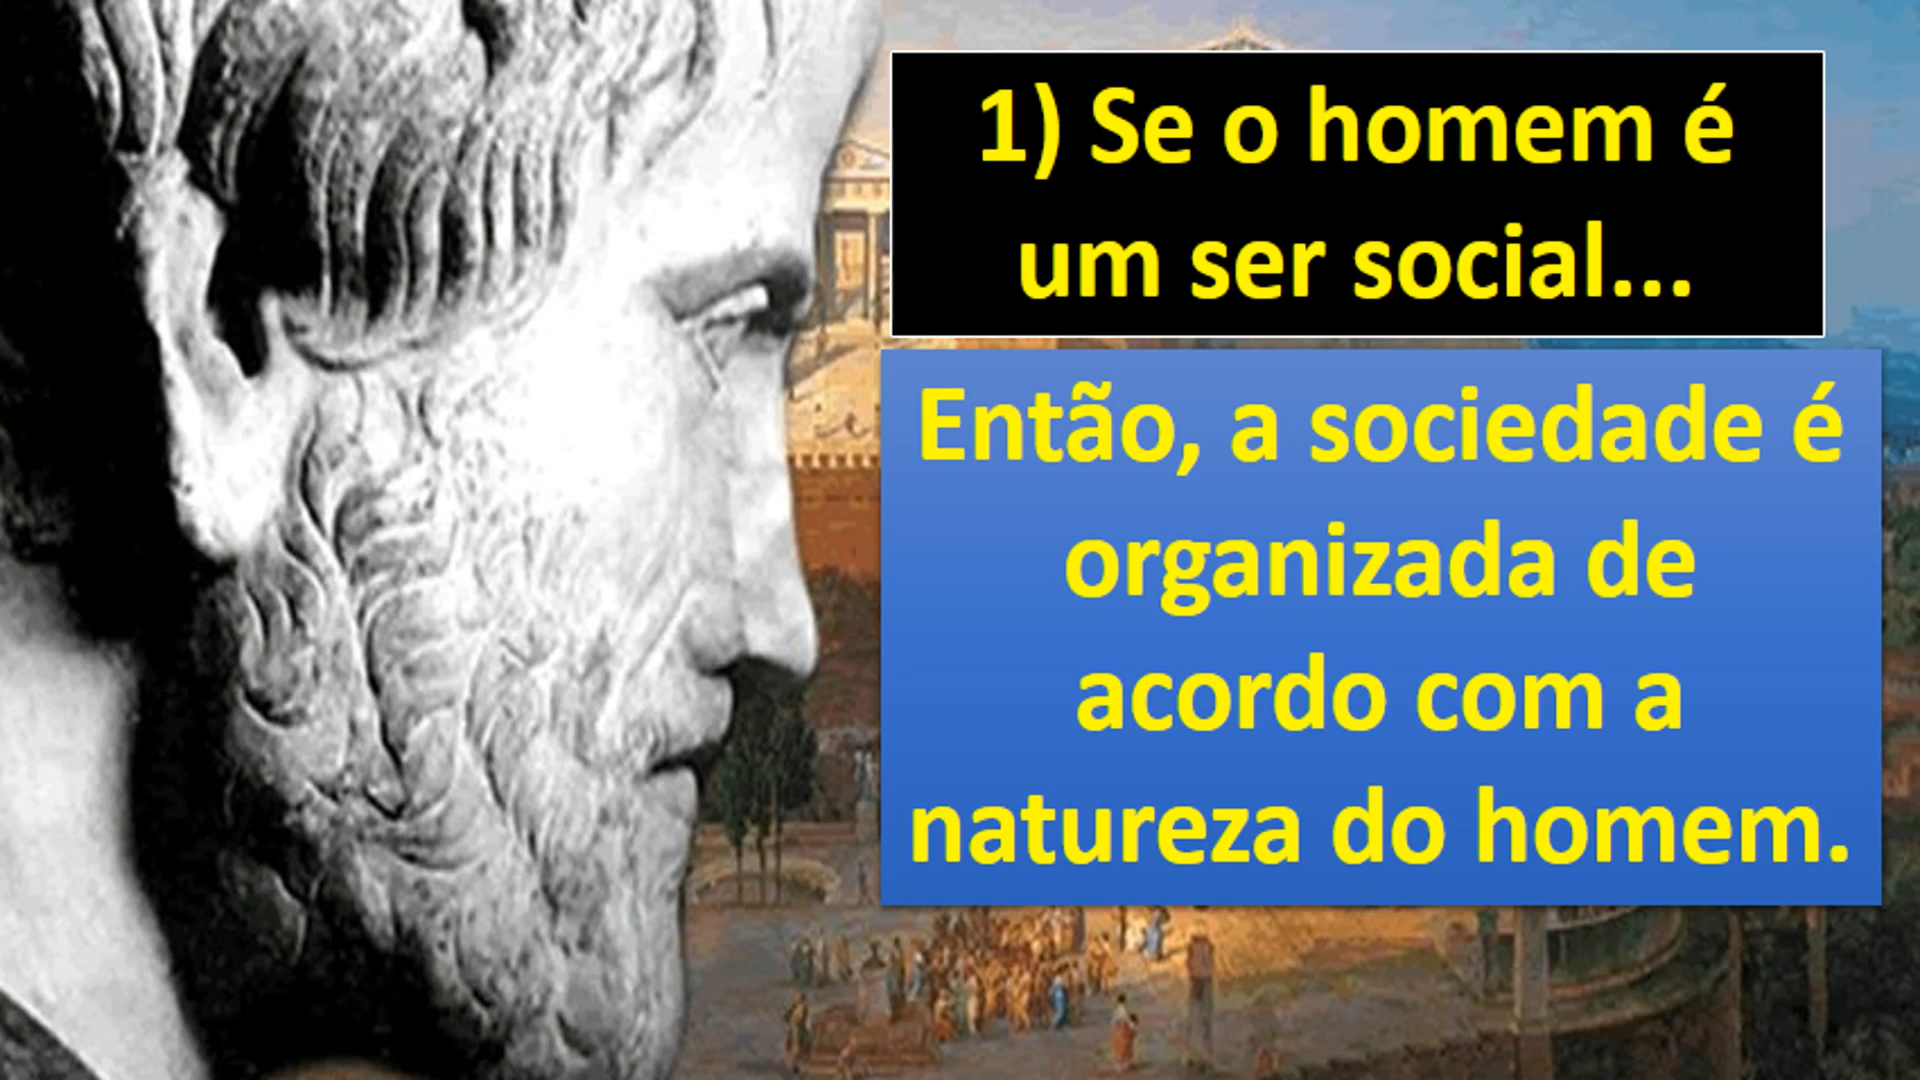 1) Se o homem é
um ser social...
Então, a sociedade é
organizada de
acordo com a
natureza do homem.